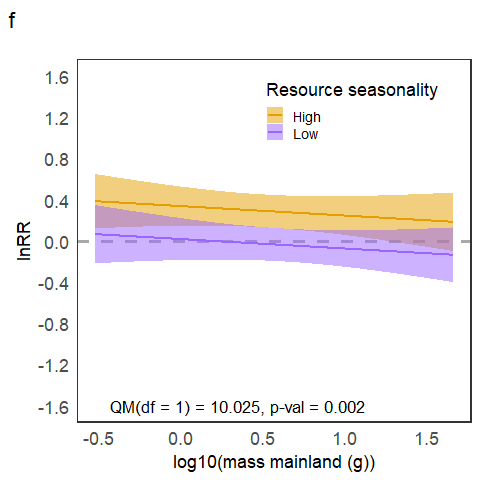 f
Resource seasonality
High
Low
1.6
1.2
0.8
0.4
0.0
-0.4
-0.8
-1.2
-1.6
lnRR
QM(df = 1) = 10.025, p-val = 0.002
-0.5 0.0 0.5 1.0 1.5
log10(mass mainland (g))